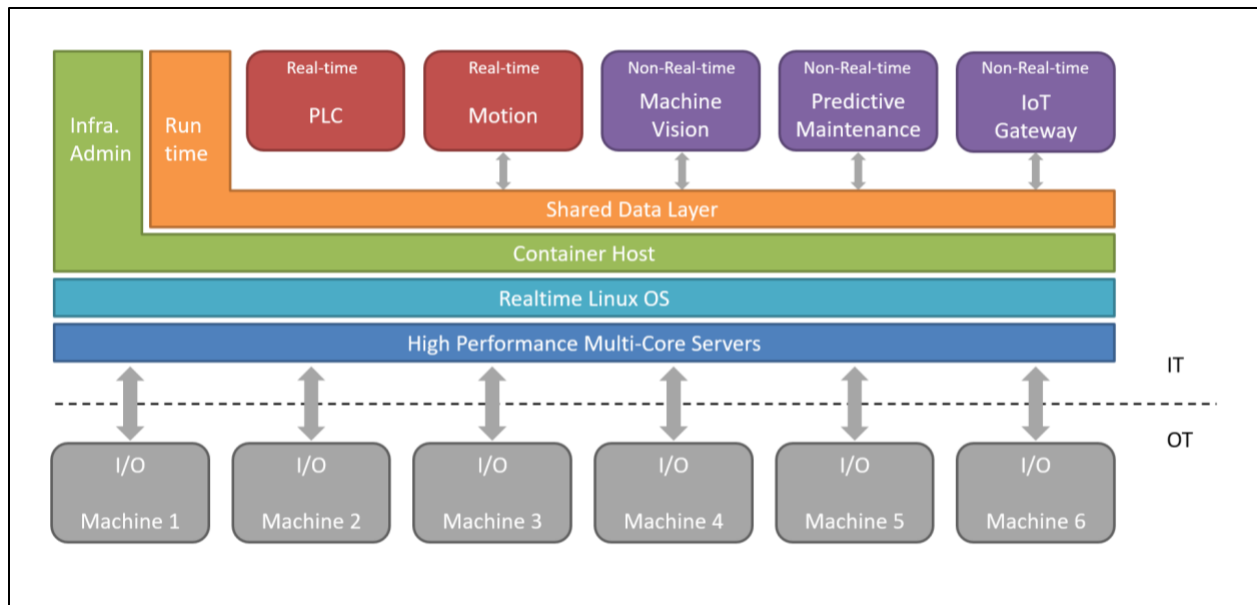 Infra.
Admin
Run
time
Real-time
PLC
Real-time
Motion
Non-Real-time
Machine
Vision
Non-Real-time
Predictive
Maintenance
Non-Real-time
IoT
Gateway
Shared Data Layer
Container Host
Realtime Linux OS
High Performance Multi-Core Servers
IT
OT
I/O
Machine 1
I/O
Machine 2
I/O
Machine 3
I/O
Machine 4
I/O
Machine 5
I/O
Machine 6